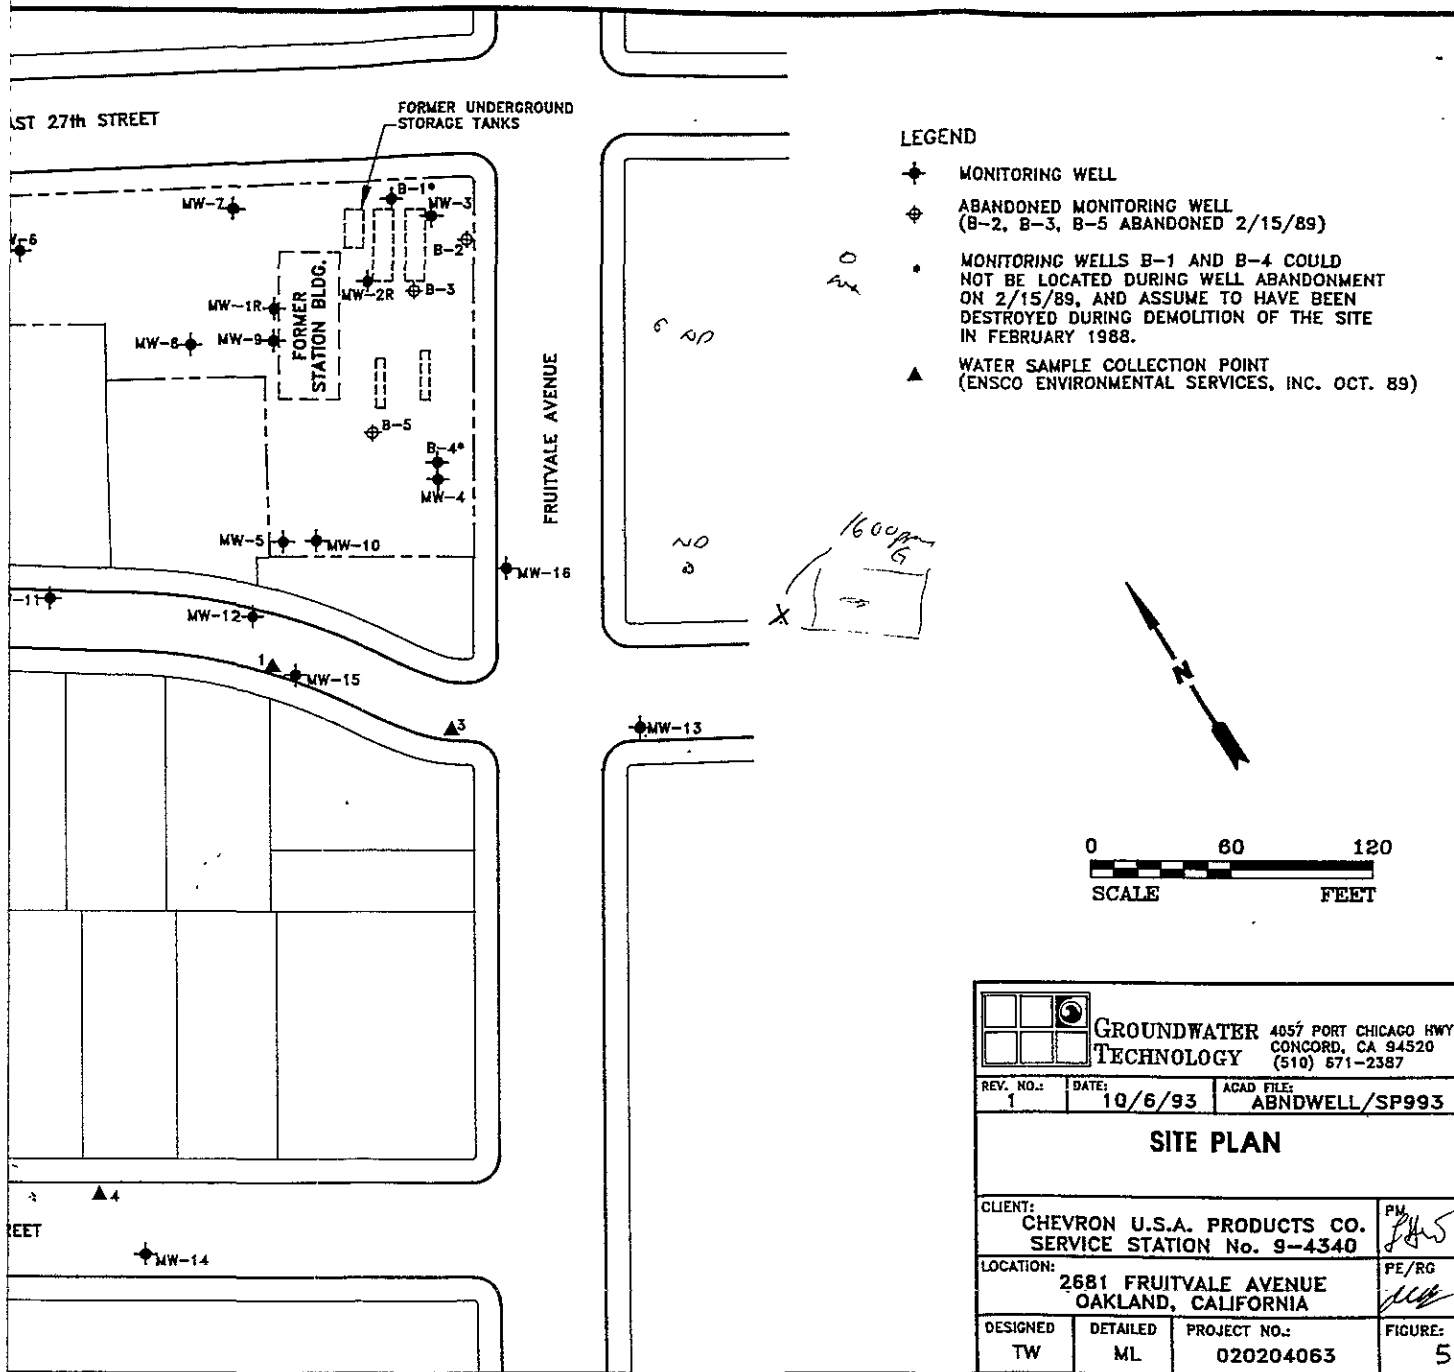 AST 27th STREET
FORMER UNDERGROUND
STORAGE TANKS
B-1*
MW-7
MW-3
B-2
MW-2R
B-3
MW-1R
MW-9
MW-8
FORMER
STATION BLDG.
B-5
B-4*
MW-4
MW-5
MW-10
FRUITVALE AVENUE
MW-16
-11
MW-12
1
MW-15
3
MW-13
4
REET
MW-14
LEGEND
MONITORING WELL
ABANDONED MONITORING WELL
(B-2, B-3, B-5 ABANDONED 2/15/89)
* MONITORING WELLS B-1 AND B-4 COULD
NOT BE LOCATED DURING WELL ABANDONMENT
ON 2/15/89, AND ASSUME TO HAVE BEEN
DESTROYED DURING DEMOLITION OF THE SITE
IN FEBRUARY 1988.
WATER SAMPLE COLLECTION POINT
(ENSCO ENVIRONMENTAL SERVICES, INC. OCT. 89)
ND
ND
1600ppm
G
X
N
0 60 120
SCALE FEET
GROUNDWATER
TECHNOLOGY
4057 PORT CHICAGO HWY
CONCORD, CA 94520
(510) 671-2387
REV. NO.: 1
DATE: 10/6/93
ACAD FILE: ABNDWELL/SP993
SITE PLAN
CLIENT:
CHEVRON U.S.A. PRODUCTS CO.
SERVICE STATION No. 9-4340
PM
LOCATION:
2681 FRUITVALE AVENUE
OAKLAND, CALIFORNIA
PE/RG
DESIGNED
TW
DETAILED
ML
PROJECT NO.:
020204063
FIGURE:
5